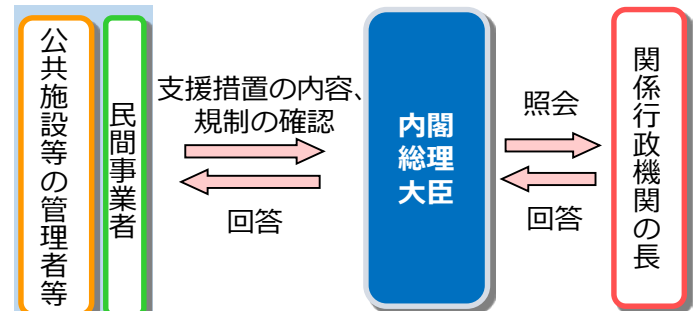 公共施設等の管理者等
民間事業者
支援措置の内容、
規制の確認
回答
内閣
総理
大臣
照会
回答
関係行政機関の長